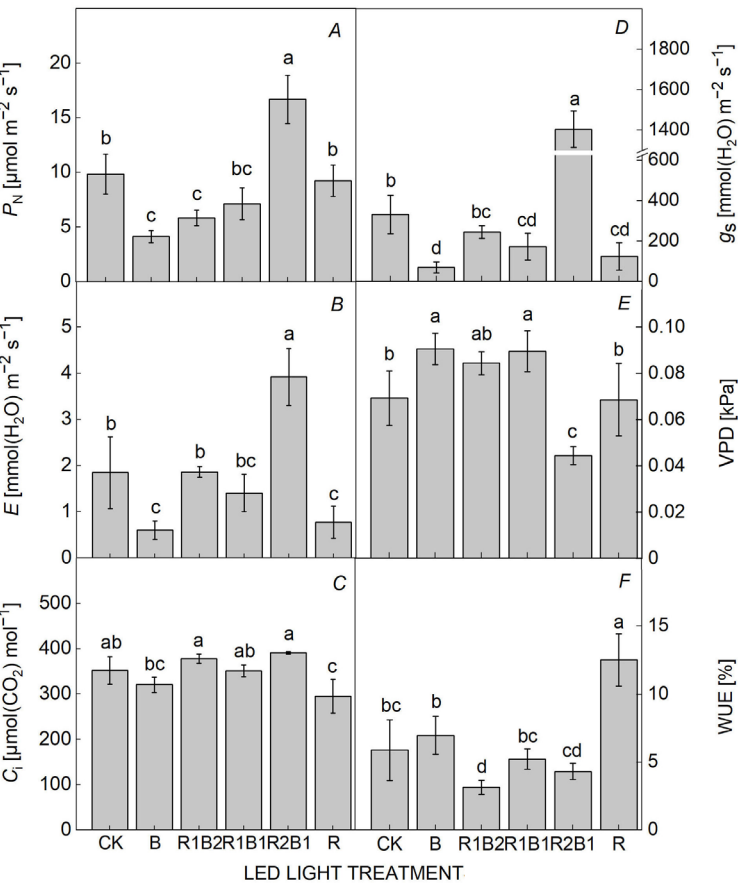 A
D
P_N [µmol m⁻² s⁻¹]
20
15
10
5
0
b
c
c
bc
a
b
1800
1600
1400
600
400
200
0
g_s [mmol(H₂O) m⁻² s⁻¹]
b
d
bc
cd
a
cd
B
E
E [mmol(H₂O) m⁻² s⁻¹]
5
4
3
2
1
0
b
c
b
bc
a
c
0.10
0.08
0.06
0.04
0.02
0
VPD [kPa]
b
a
ab
a
c
b
C
F
C_i [µmol(CO₂) mol⁻¹]
500
400
300
200
100
0
ab
bc
a
ab
a
c
15
10
5
0
WUE [%]
bc
b
d
bc
cd
a
CK B R1B2 R1B1 R2B1 R CK B R1B2 R1B1 R2B1 R
LED LIGHT TREATMENT